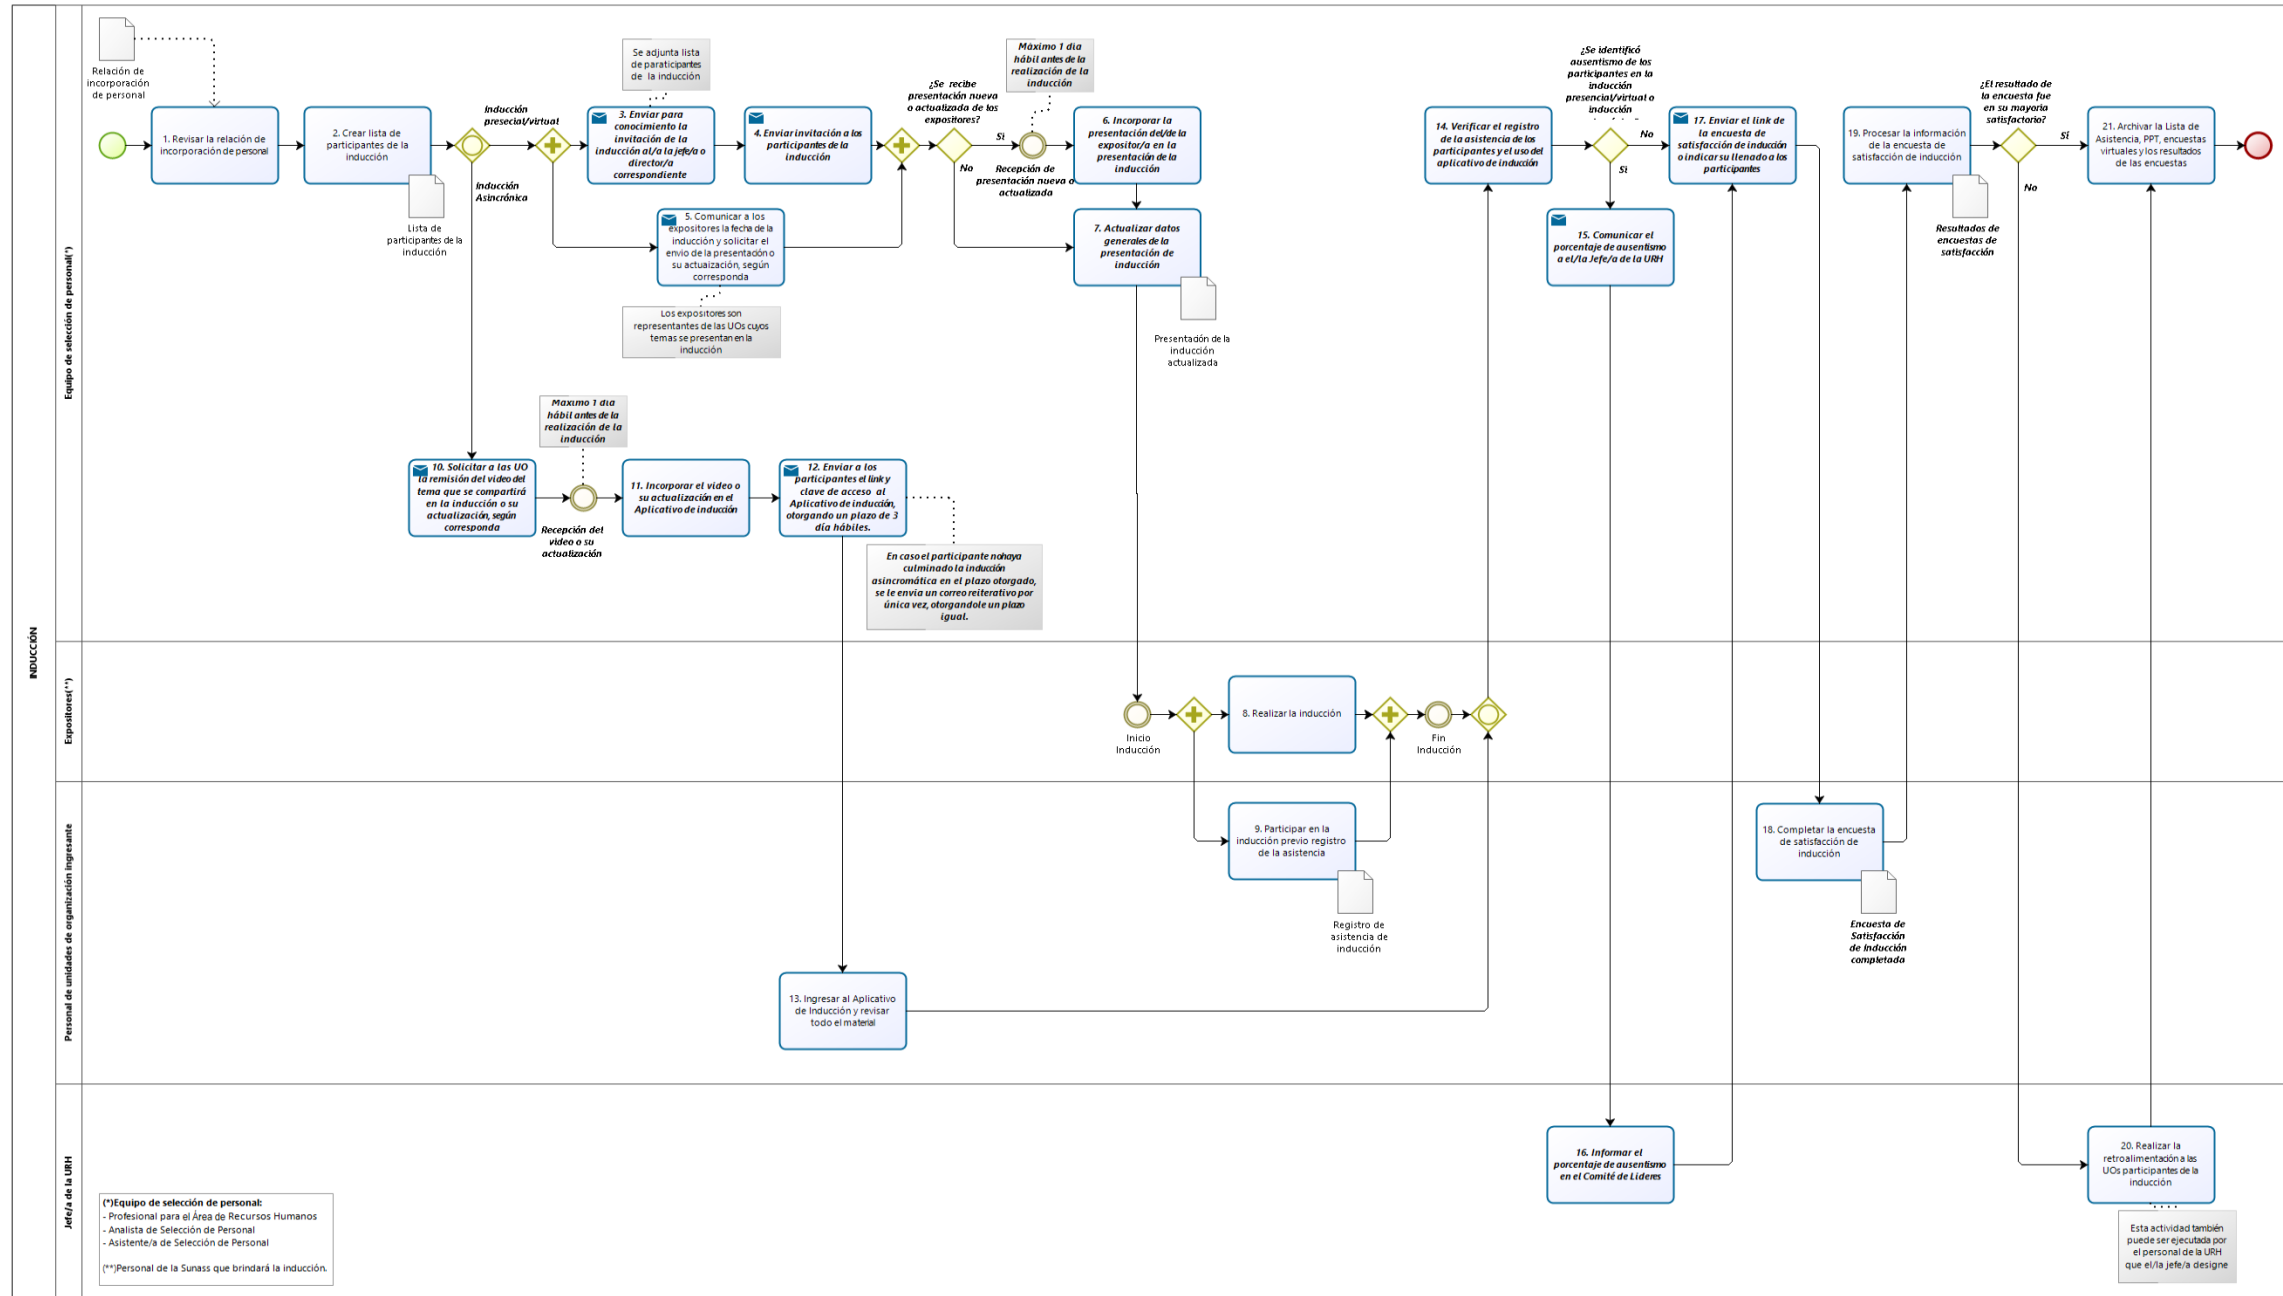 INDUCCIÓN
Equipo de selección de personal(*)
Relación de
incorporación
de personal
1. Revisar la relación de
incorporación de personal
2. Crear lista de
participantes de la
inducción
Lista de
participantes de la
inducción
Inducción
presecial/virtual
Inducción
Asincrónica
Se adjunta lista
de paraticipantes
de la inducción
3. Enviar para
conocimiento la
invitación de la
inducción al/a la jefe/a o
director/a
correspondiente
4. Enviar invitación a los
participantes de la
inducción
5. Comunicar a los
expositores la fecha de la
inducción y solicitar el
envio de la presentación o
su actuaización, según
corresponda
Los expositores son
representantes de las UOs cuyos
temas se presentan en la
inducción
¿Se recibe
presentación nueva
o actualizada de los
expositores?
Si
No
Máximo 1 día
hábil antes de la
realización de la
inducción
Recepción de
presentación nueva o
actualizada
6. Incorporar la
presentación del/de la
expositor/a en la
presentación de la
inducción
7. Actualizar datos
generales de la
presentación de
inducción
Presentadón de la
inducción
actualizada
10. Solicitar a las UO
la remisión del video del
tema que se compartirá
en la inducción o su
actualización, según
corresponda
Máximo 1 día
hábil antes de la
realización de la
inducción
Recepción del
video o su
actualización
11. Incorporar el video o
su actualización en el
Aplicativo de inducción
12. Enviar a los
participantes el link y
clave de acceso al
Aplicativo de inducción,
otorgando un plazo de 3
día hábiles.
En caso el participante nohaya
culminado la inducción
asincromática en el plazo otorgado,
se le envia un correo reiterativo por
única vez, otorgandole un plazo
igual.
14. Verificar el registro
de la asistencia de los
participantes y el uso del
aplicativo de inducción
¿Se identificó
ausentismo de los
participantes en la
inducción
presencial/virtual o
inducción
No
Si
15. Comunicar el
porcentaje de ausentismo
a el/la Jefe/a de la URH
17. Enviar el link de la
encuesta de
satisfacción de inducción
o indicar su llenado a los
participantes
19. Procesar la información
de la encuesta de
satisfacción de inducción
Resultados de
encuestas de
satisfacción
¿El resultado de
la encuesta fue
en su mayoría
satisfactorio?
Si
No
21. Archivar la Lista de
Asistencia, PPT, encuestas
virtuales y los resultados
de las encuestas
Expositores(**)
Inicio
Inducción
8. Realizar la inducción
Fin
Inducción
Personal de unidades de organización ingresante
9. Participar en la
inducción previo registro
de la asistencia
Registro de
asistencia de
inducción
13. Ingresar al Aplicativo
de Inducción y revisar
todo el material
18. Completar la encuesta
de satisfacción de
inducción
Encuesta de
Satisfacción
de Inducción
completada
Jefe/a de la URH
16. Informar el
porcentaje de ausentismo
en el Comité de Lideres
20. Realizar la
retroalimentación a las
UOs participantes de la
inducción
Esta actividad también
puede ser ejecutada por
el personal de la URH
que el/la jefe/a designe
(*)Equipo de selección de personal:
- Profesional para el Área de Recursos Humanos
- Analista de Selección de Personal
- Asistente/a de Selección de Personal
(**)Personal de la Sunass que brindará la inducción.